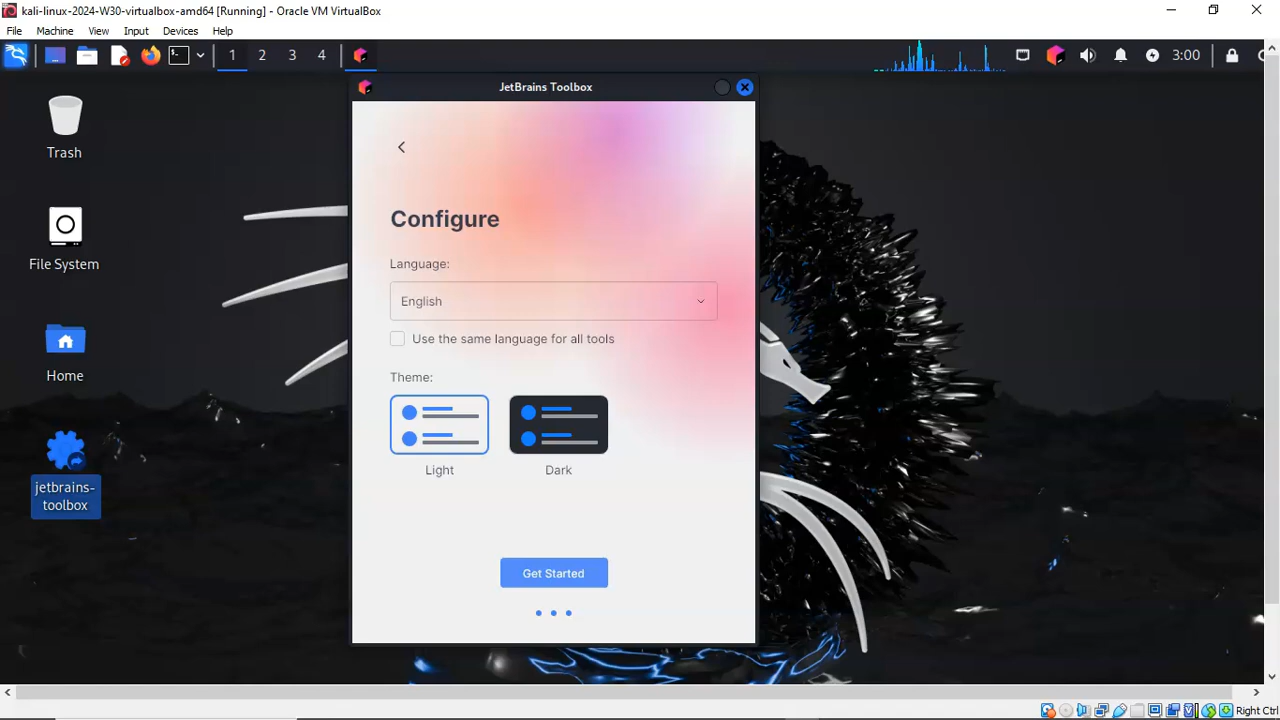 kali-linux-2024-W30-virtualbox-amd64 [Running] - Oracle VM VirtualBox
File Machine View Input Devices Help
1 2 3 4 3:00
JetBrains Toolbox
Trash
File System
Home
jetbrains-
toolbox
Configure
Language:
English
Use the same language for all tools
Theme:
Light Dark
Get Started
Right Ctrl